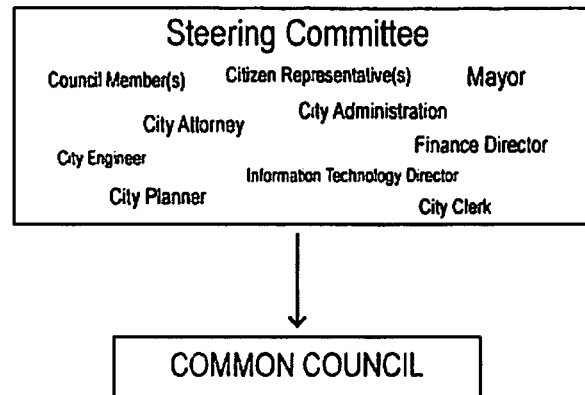 Steering Committee
Council Member(s)
Citizen Representative(s)
Mayor
City Attorney
City Administration
Finance Director
City Engineer
Information Technology Director
City Planner
City Clerk
COMMON COUNCIL